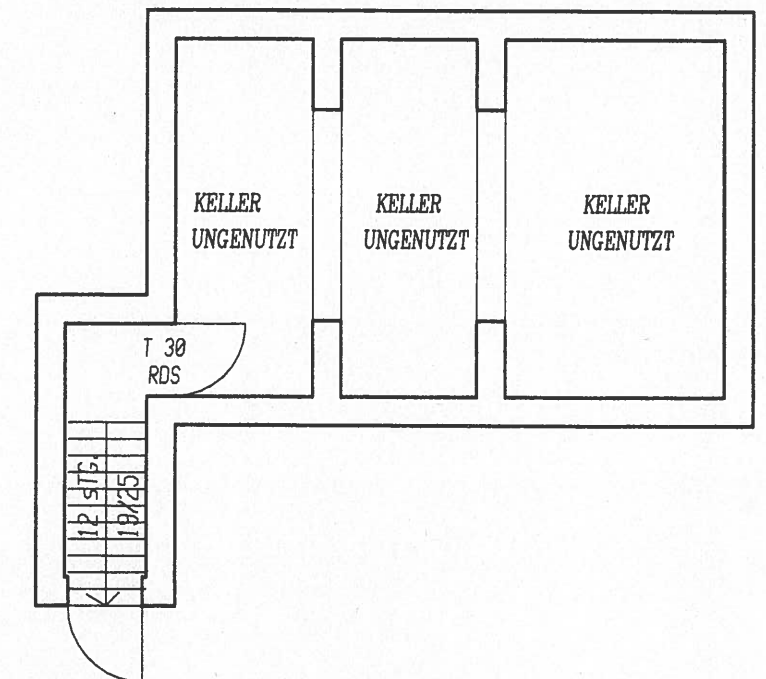 KELLER
UNGENUTZT
KELLER
UNGENUTZT
KELLER
UNGENUTZT
T 30
RDS
12 STG.
19/25